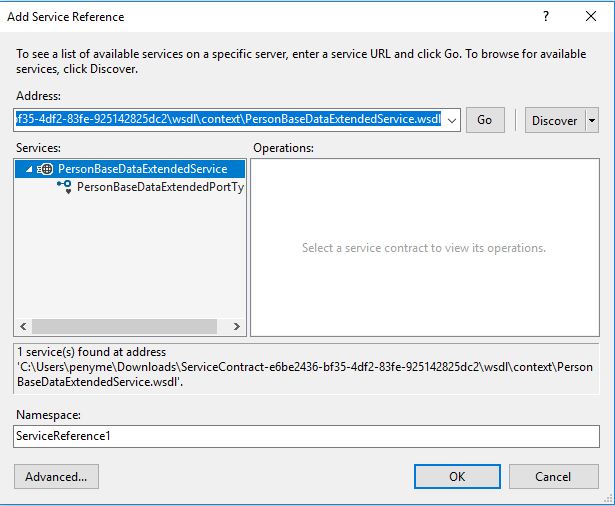 Add Service Reference
To see a list of available services on a specific server, enter a service URL and click Go. To browse for available
services, click Discover.
Address:
bf35-4df2-83fe-925142825dc2\wsdl\context\PersonBaseDataExtendedService.wsdl
Go
Discover
Services:
Operations:
PersonBaseDataExtendedService
PersonBaseDataExtendedPortTy
Select a service contract to view its operations.
1 service(s) found at address
'C:\Users\penyme\Downloads\ServiceContract-e6be2436-bf35-4df2-83fe-925142825dc2\wsdl\context\Person
BaseDataExtendedService.wsdl'.
Namespace:
ServiceReference1
Advanced...
OK
Cancel